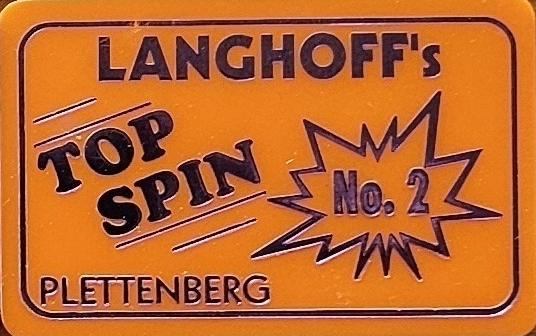 LANGHOFF's
TOP
SPIN
No. 2
PLETTENBERG